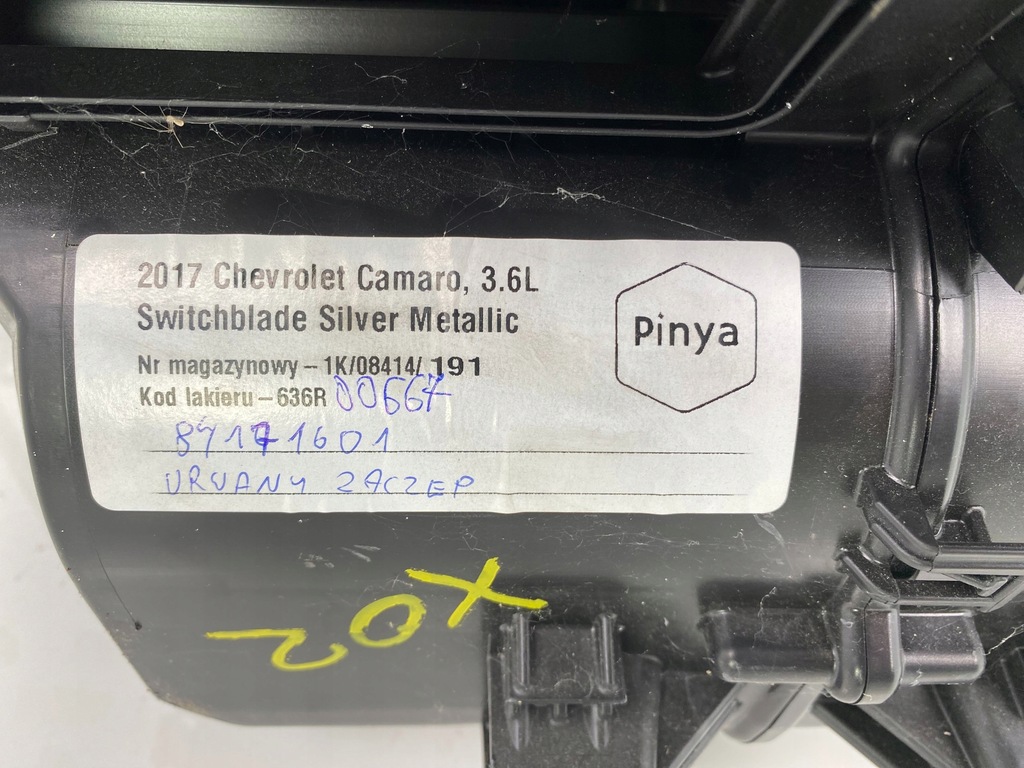 2017 Chevrolet Camaro, 3.6L
Switchblade Silver Metallic
Pinya
Nr magazynowy – 1K/08414/ 191
Kod lakieru – 636R 00667
URVANY ZACZEP
20X